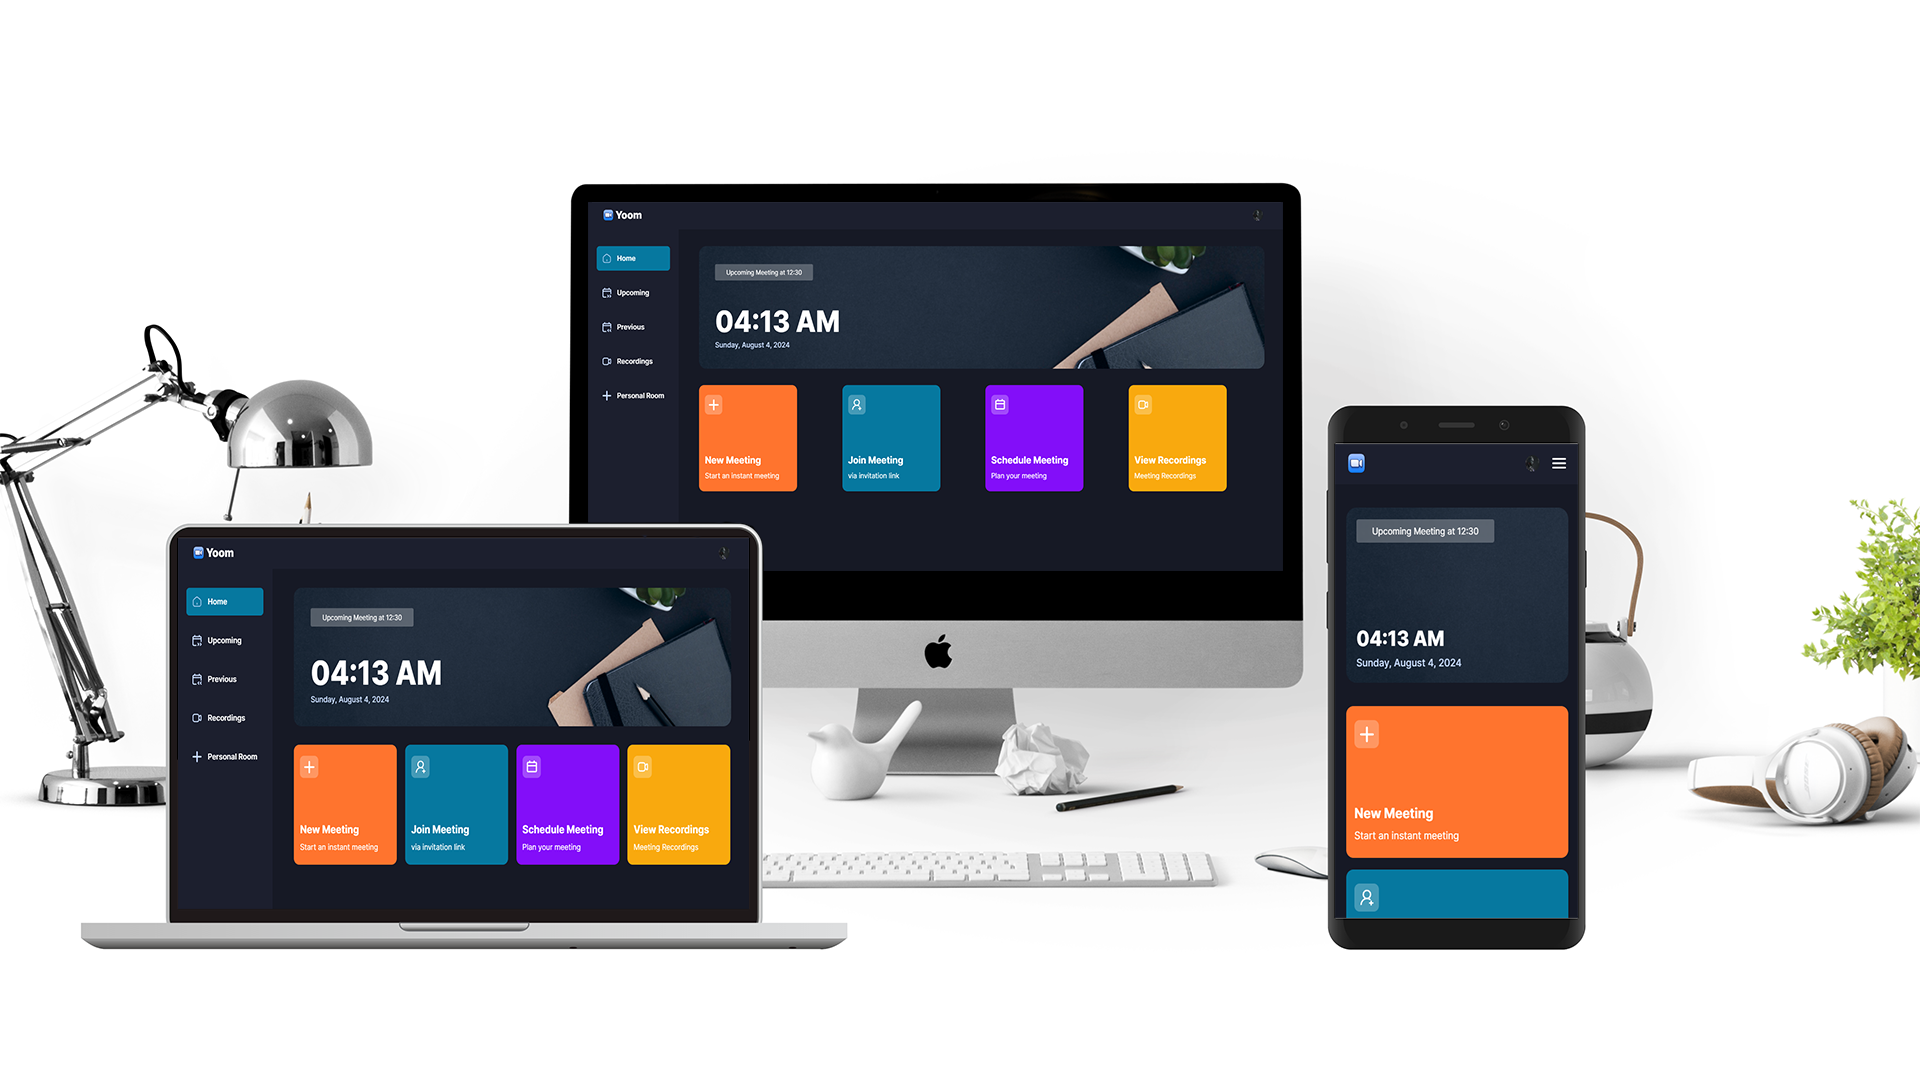 Yoom
Home
Upcoming
Previous
Recordings
Personal Room
Upcoming Meeting at 12:30
04:13 AM
Sunday, August 4, 2024
New Meeting
Start an instant meeting
Join Meeting
via invitation link
Schedule Meeting
Plan your meeting
View Recordings
Meeting Recordings
Yoom
Home
Upcoming
Previous
Recordings
Personal Room
Upcoming Meeting at 12:30
04:13 AM
Sunday, August 4, 2024
New Meeting
Start an instant meeting
Join Meeting
via invitation link
Schedule Meeting
Plan your meeting
View Recordings
Meeting Recordings
Upcoming Meeting at 12:30
04:13 AM
Sunday, August 4, 2024
New Meeting
Start an instant meeting